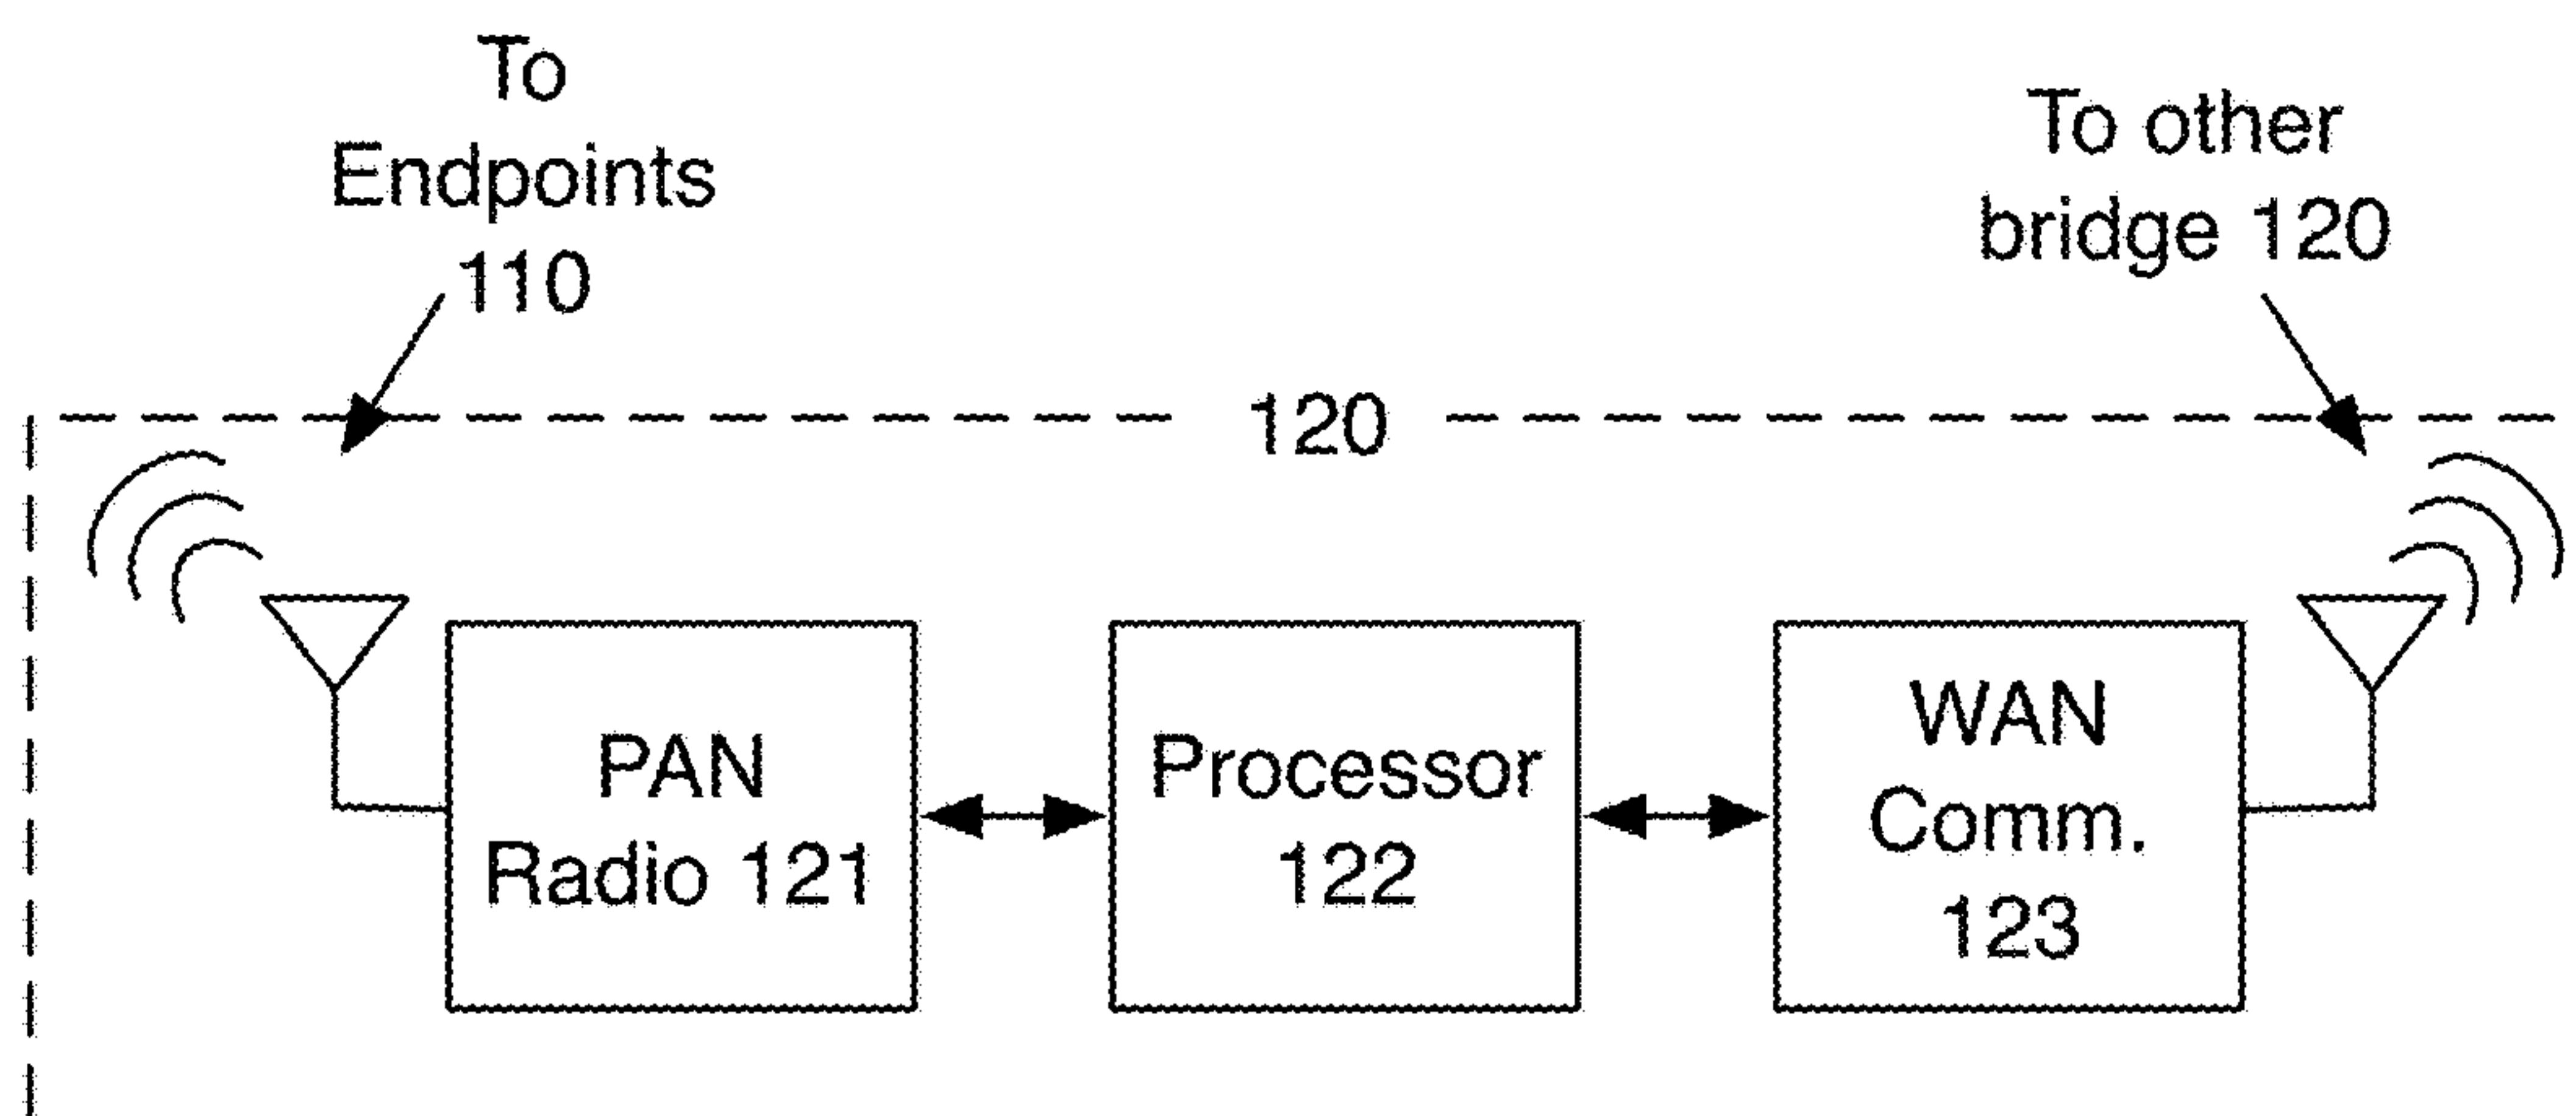 To
Endpoints
110
To other
bridge 120
120
PAN
Radio 121
Processor
122
WAN
Comm.
123